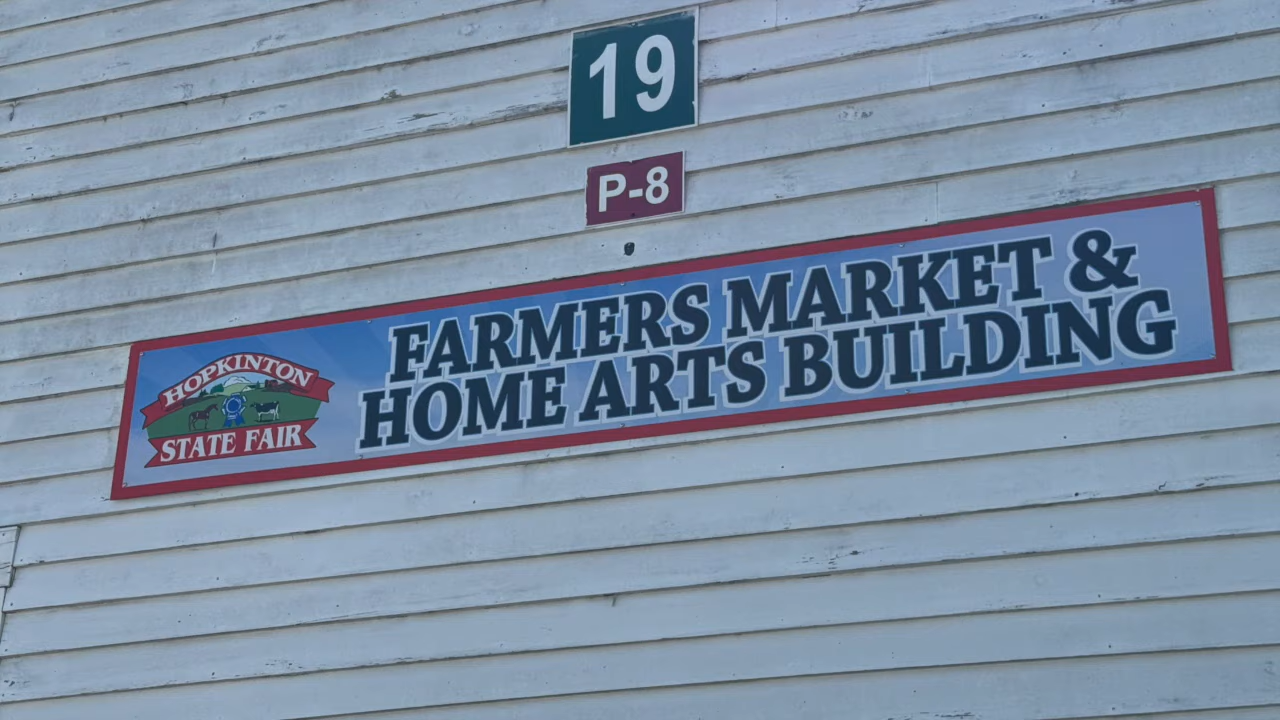 19
P-8
HOPKINTON
STATE FAIR
FARMERS MARKET &
HOME ARTS BUILDING